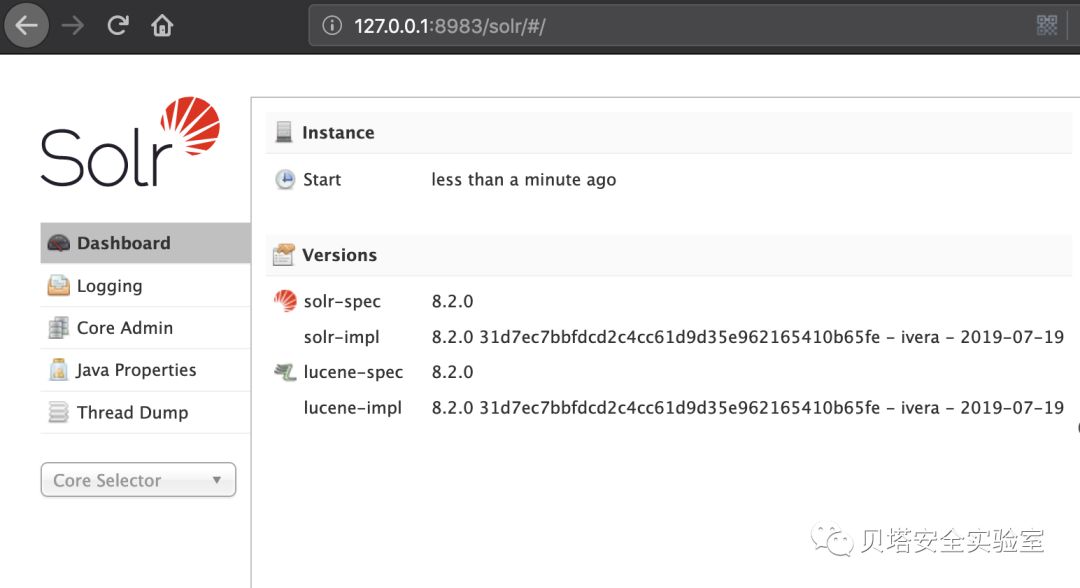 127.0.0.1:8983/solr/#/
Solr
Instance
Start less than a minute ago
Dashboard
Versions
Logging
solr-spec 8.2.0
Core Admin
solr-impl 8.2.0 31d7ec7bbfdcd2c4cc61d9d35e962165410b65fe - ivera - 2019-07-19
Java Properties
lucene-spec 8.2.0
Thread Dump
lucene-impl 8.2.0 31d7ec7bbfdcd2c4cc61d9d35e962165410b65fe - ivera - 2019-07-19
Core Selector
贝塔安全实验室